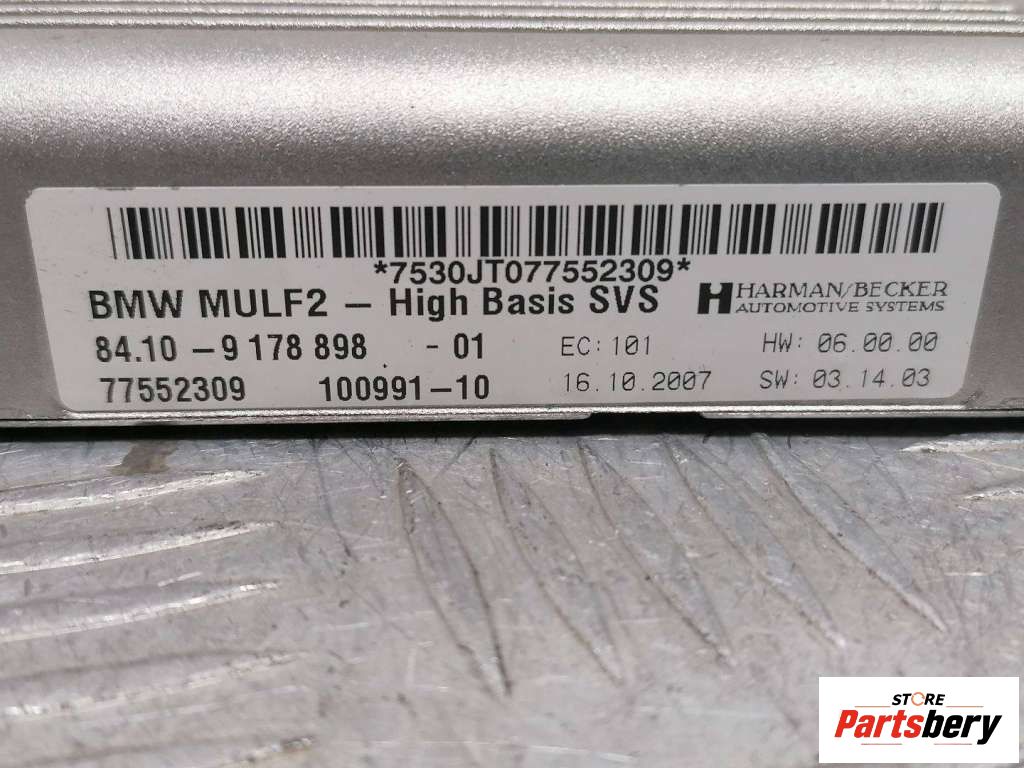 *7530JT077552309*
BMW MULF2 – High Basis SVS
HARMAN/BECKER
AUTOMOTIVE SYSTEMS
84.10 – 9 178 898 - 01 EC: 101 HW: 06.00.00
77552309 100991-10 16.10.2007 SW: 03.14.03
STORE
Partsbery